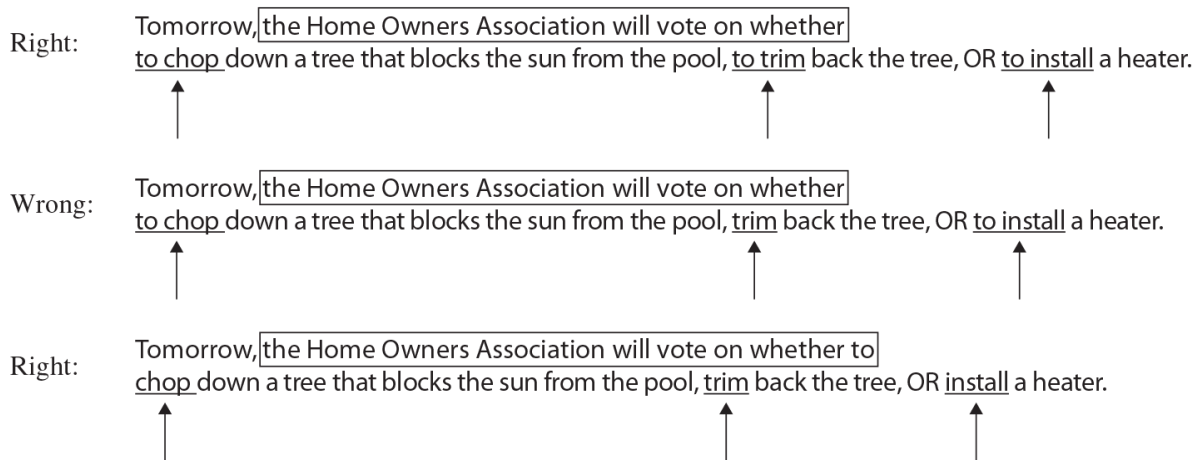 Right:
Tomorrow, the Home Owners Association will vote on whether
to chop down a tree that blocks the sun from the pool, to trim back the tree, OR to install a heater.
Wrong:
Tomorrow, the Home Owners Association will vote on whether
to chop down a tree that blocks the sun from the pool, trim back the tree, OR to install a heater.
Right:
Tomorrow, the Home Owners Association will vote on whether to
chop down a tree that blocks the sun from the pool, trim back the tree, OR install a heater.